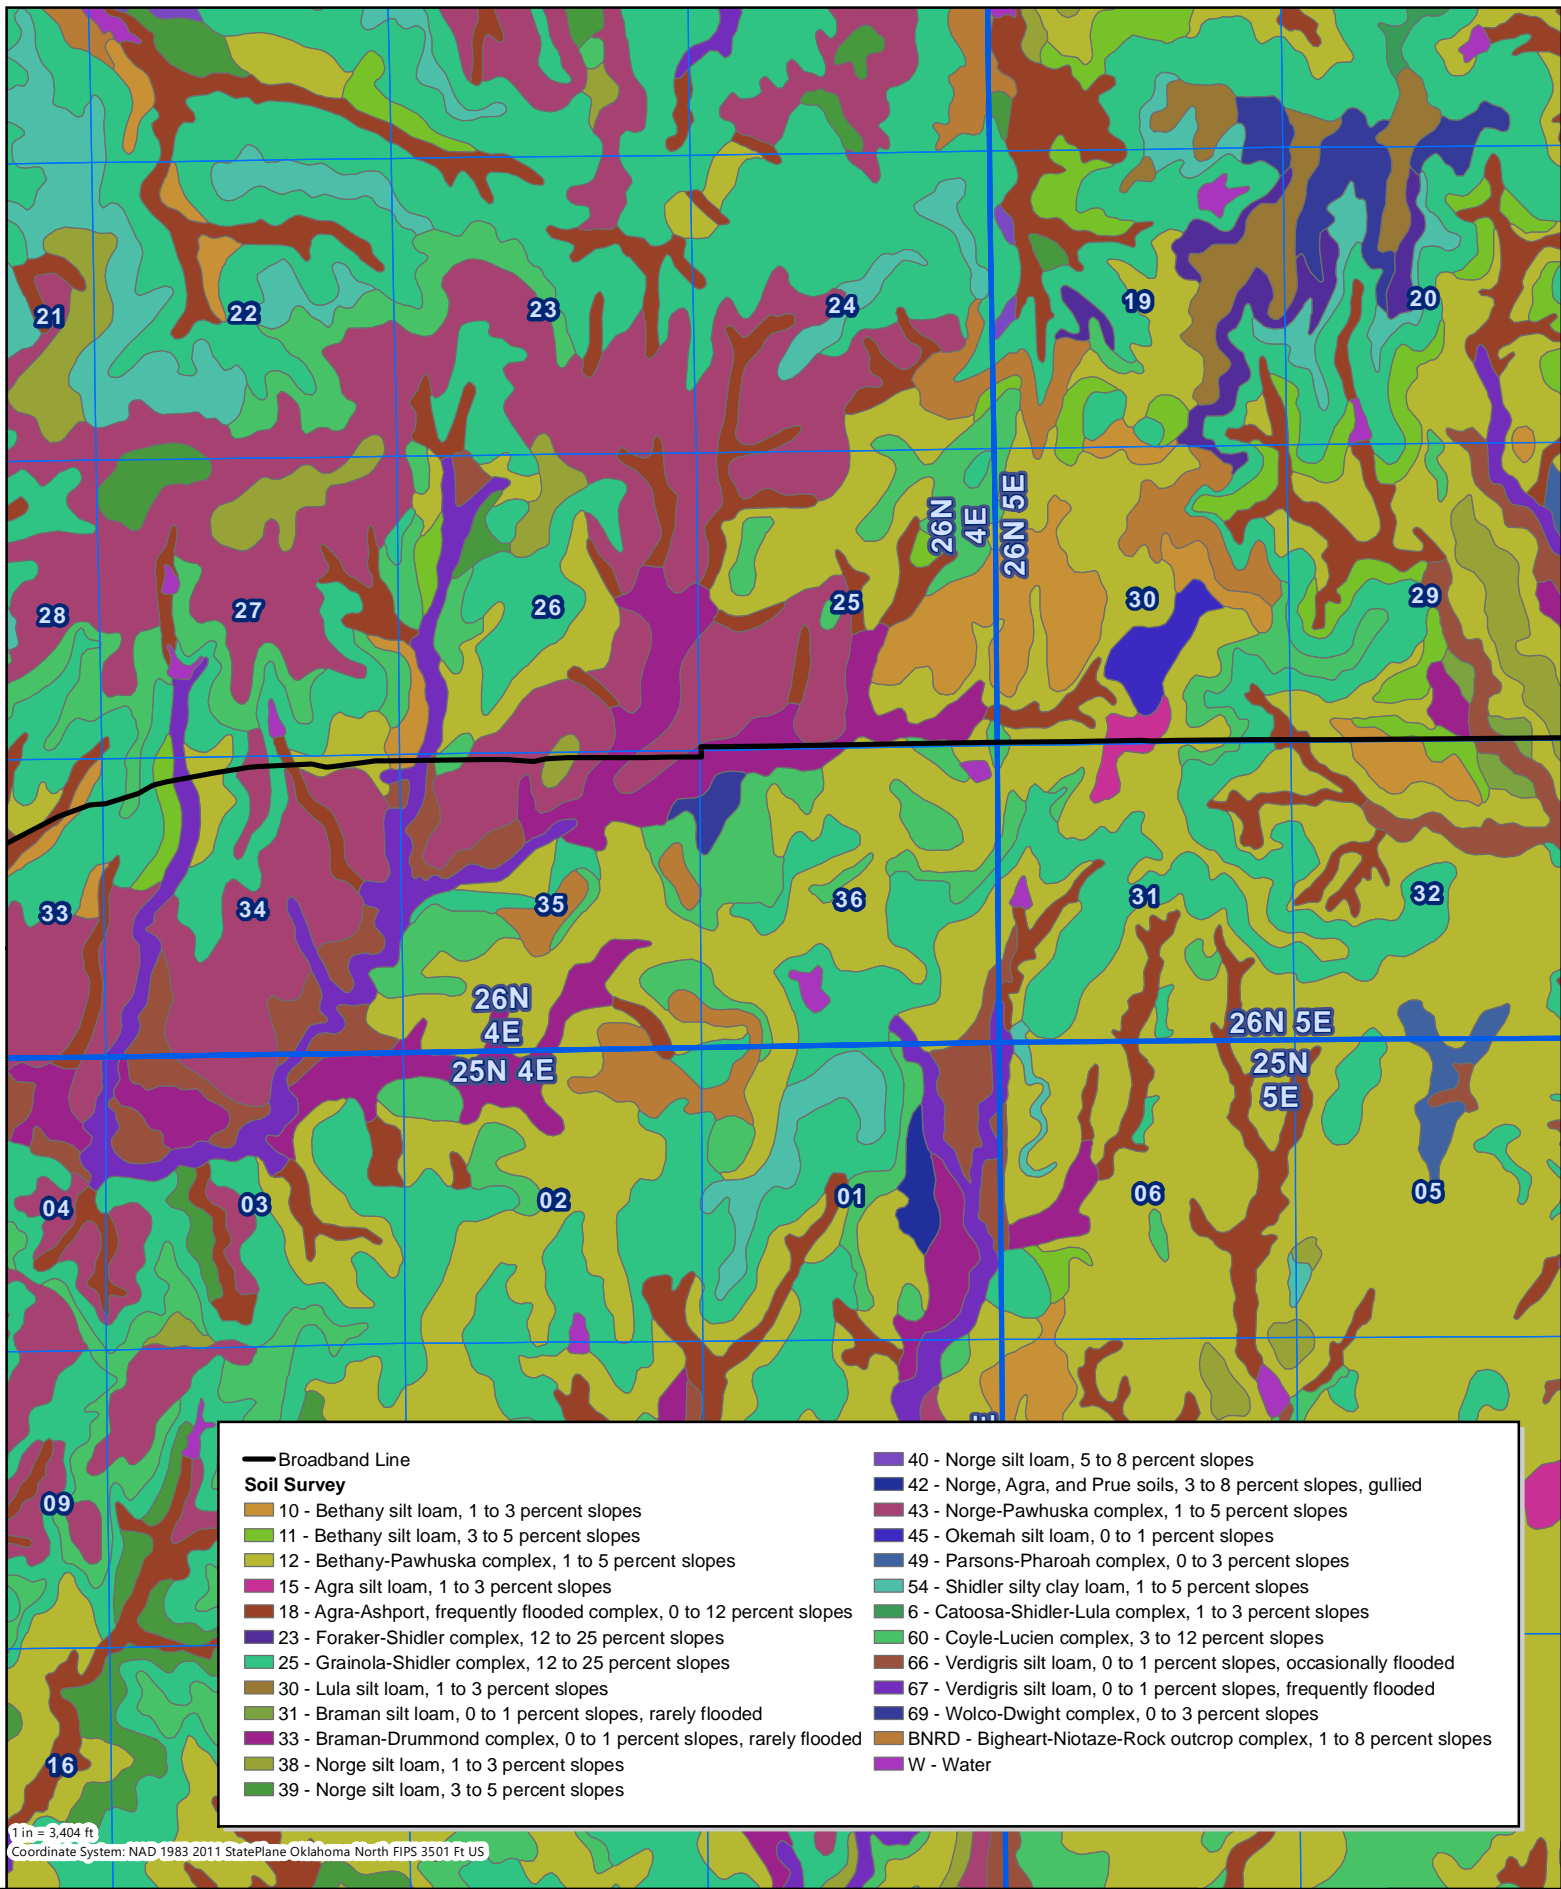 21
22
23
24
19
20
26N
4E
26N 5E
28
27
26
25
30
29
33
34
35
36
31
32
26N
4E
26N 5E
25N 4E
25N
5E
04
03
02
01
06
05
09
16
Broadband Line
Soil Survey
10 - Bethany silt loam, 1 to 3 percent slopes
11 - Bethany silt loam, 3 to 5 percent slopes
12 - Bethany-Pawhuska complex, 1 to 5 percent slopes
15 - Agra silt loam, 1 to 3 percent slopes
18 - Agra-Ashport, frequently flooded complex, 0 to 12 percent slopes
23 - Foraker-Shidler complex, 12 to 25 percent slopes
25 - Grainola-Shidler complex, 12 to 25 percent slopes
30 - Lula silt loam, 1 to 3 percent slopes
31 - Braman silt loam, 0 to 1 percent slopes, rarely flooded
33 - Braman-Drummond complex, 0 to 1 percent slopes, rarely flooded
38 - Norge silt loam, 1 to 3 percent slopes
39 - Norge silt loam, 3 to 5 percent slopes
40 - Norge silt loam, 5 to 8 percent slopes
42 - Norge, Agra, and Prue soils, 3 to 8 percent slopes, gullied
43 - Norge-Pawhuska complex, 1 to 5 percent slopes
45 - Okemah silt loam, 0 to 1 percent slopes
49 - Parsons-Pharoah complex, 0 to 3 percent slopes
54 - Shidler silty clay loam, 1 to 5 percent slopes
6 - Catoosa-Shidler-Lula complex, 1 to 3 percent slopes
60 - Coyle-Lucien complex, 3 to 12 percent slopes
66 - Verdigris silt loam, 0 to 1 percent slopes, occasionally flooded
67 - Verdigris silt loam, 0 to 1 percent slopes, frequently flooded
69 - Wolco-Dwight complex, 0 to 3 percent slopes
BNRD - Bigheart-Niotaze-Rock outcrop complex, 1 to 8 percent slopes
W - Water
1 in = 3,404 ft
Coordinate System: NAD 1983 2011 StatePlane Oklahoma North FIPS 3501 Ft US